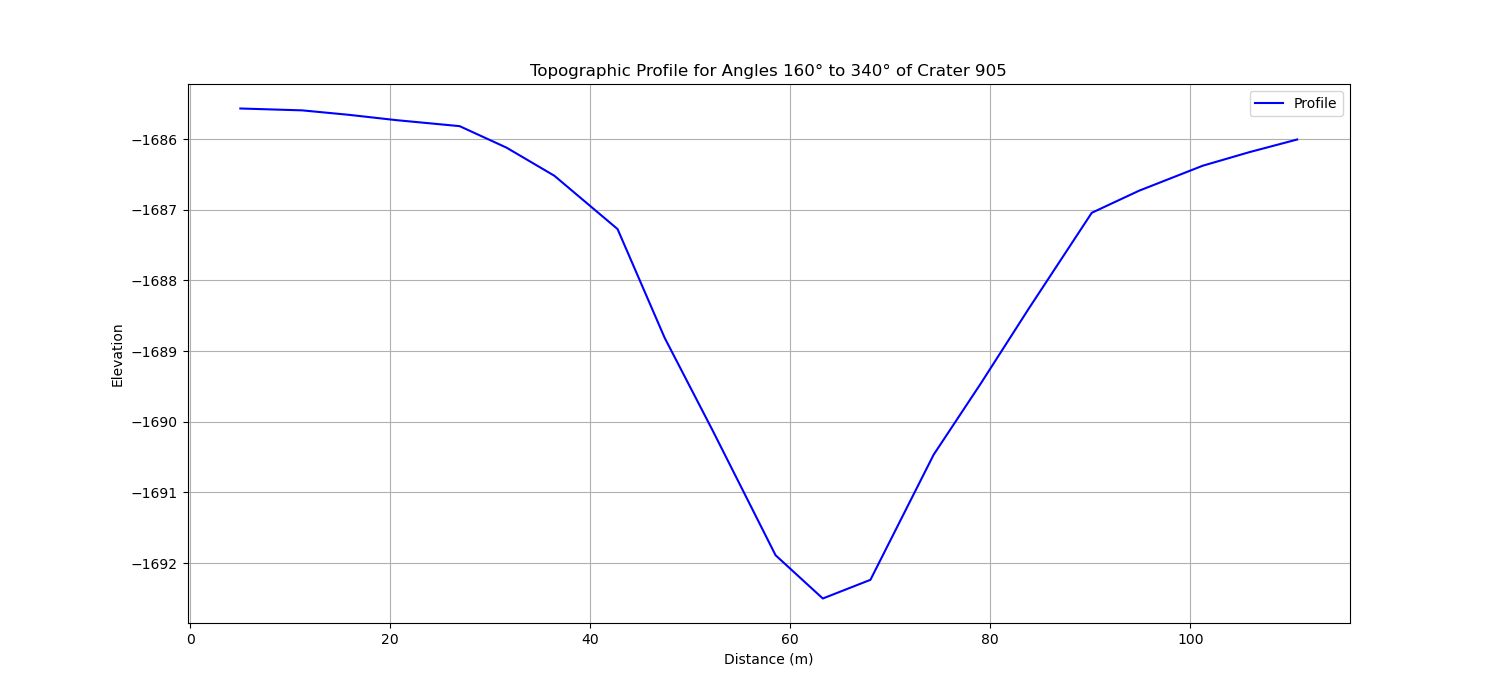 Topographic Profile for Angles 160° to 340° of Crater 905
Profile
−1686
−1687
−1688
−1689
−1690
−1691
−1692
Elevation
0 20 40 60 80 100
Distance (m)